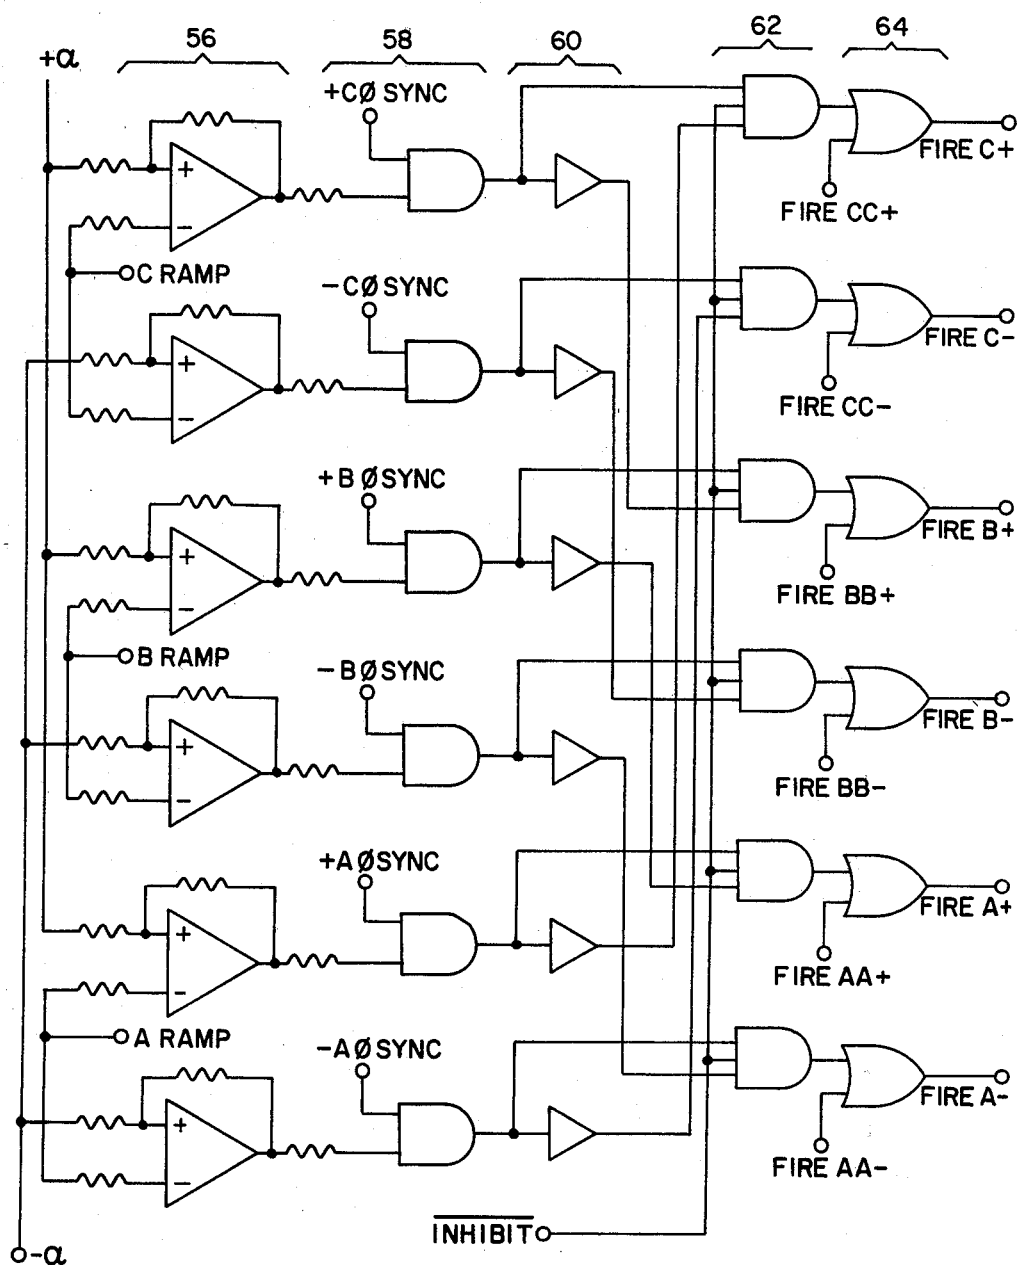 56 58 60 62 64
+α
+CØ SYNC
+
−
FIRE C+
FIRE CC+
C RAMP
−CØ SYNC
+
−
FIRE C−
FIRE CC−
+BØ SYNC
+
−
FIRE B+
FIRE BB+
B RAMP
−BØ SYNC
+
−
FIRE B−
FIRE BB−
+AØ SYNC
+
−
FIRE A+
FIRE AA+
A RAMP
−AØ SYNC
+
−
FIRE A−
FIRE AA−
INHIBIT
−α